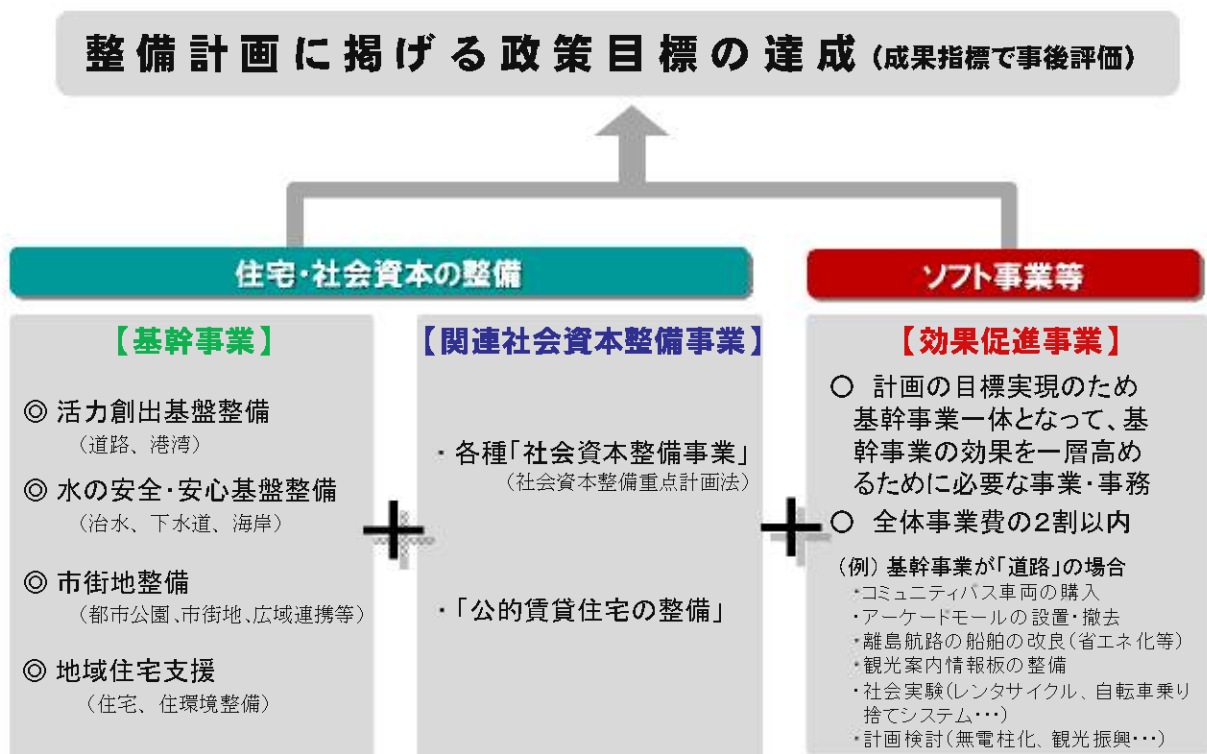 整備計画に掲げる政策目標の達成(成果指標で事後評価)
住宅・社会資本の整備
ソフト事業等
【基幹事業】
◎ 活力創出基盤整備
(道路、港湾)
◎ 水の安全・安心基盤整備
(治水、下水道、海岸)
◎ 市街地整備
(都市公園、市街地、広域連携等)
◎ 地域住宅支援
(住宅、住環境整備)
+
【関連社会資本整備事業】
・各種「社会資本整備事業」
(社会資本整備重点計画法)
・「公的賃貸住宅の整備」
+
【効果促進事業】
○ 計画の目標実現のため
基幹事業一体となって、基
幹事業の効果を一層高め
るために必要な事業・事務
○ 全体事業費の2割以内
(例) 基幹事業が「道路」の場合
・コミュニティバス車両の購入
・アーケードモールの設置・撤去
・離島航路の船舶の改良(省エネ化等)
・観光案内情報板の整備
・社会実験(レンタサイクル、自転車乗り
捨てシステム・・・)
・計画検討(無電柱化、観光振興・・・)